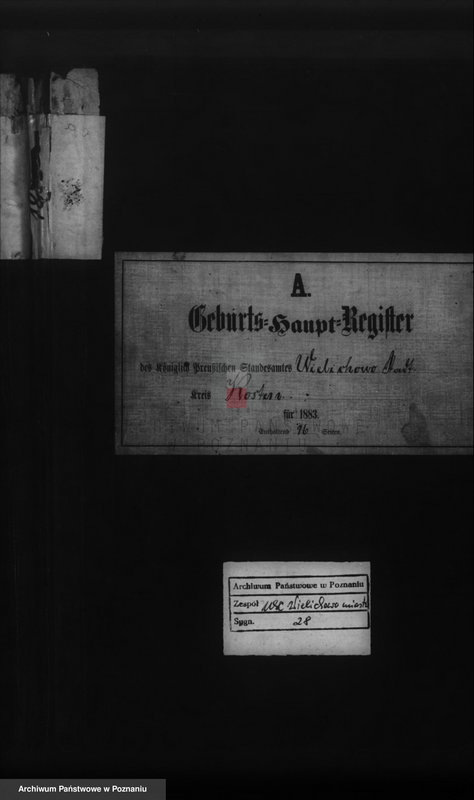 A.
Geburts-Haupt-Register
des Königlich Preußischen Standesamtes Wielichowo Stadt
Kreis Kosten
für 1883.
Enthaltend 96 Seiten.
Archiwum Państwowe w Poznaniu
Zespół USC Wielichowo miasto
Sygn. 28
Archiwum Państwowe w Poznaniu